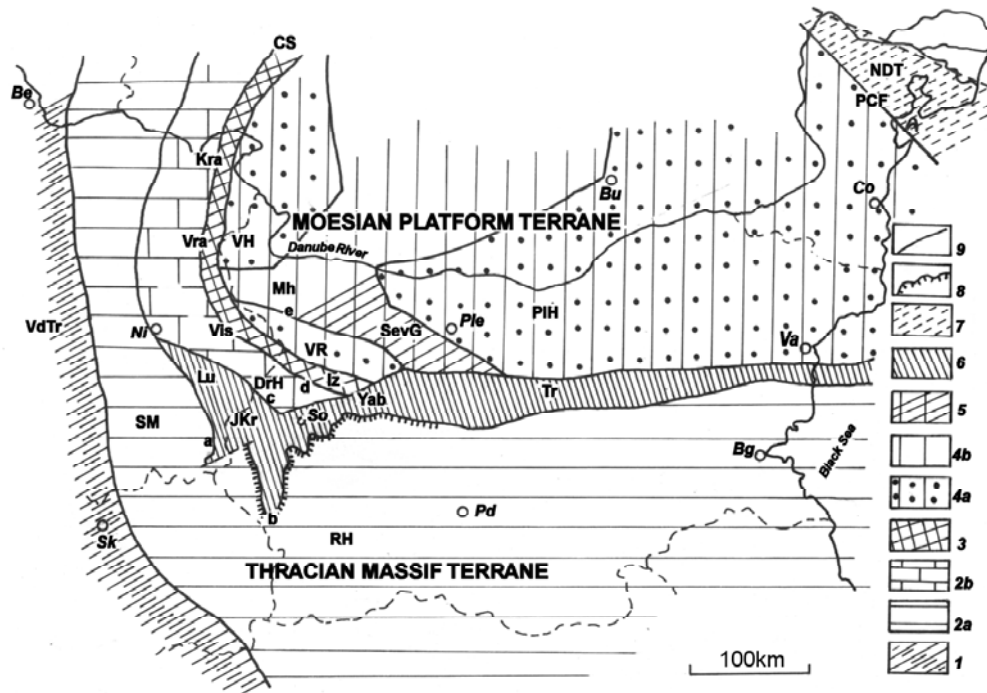 CS
NDT
Be
PCF
Kra
Bu
Co
MOESIAN PLATFORM TERRANE
Vra
VH
Danube River
9
Mh
8
VdTr
e
PlH
Ni
Vis
SevG
Ple
Va
7
VR
Lu
DrH
d
Iz
6
c
Yab
Tr
JKr
So
SM
5
a
Bg
Black Sea
4b
b
Pd
4a
Sk
RH
3
THRACIAN MASSIF TERRANE
2b
2a
100km
1